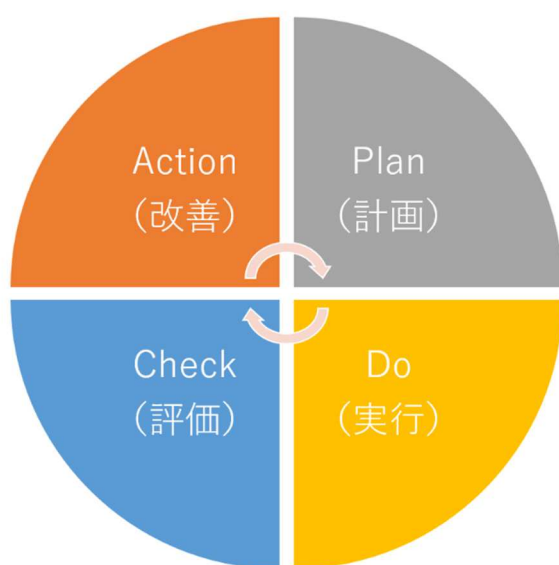 Action
（改善）
Plan
（計画）
Check
（評価）
Do
（実行）